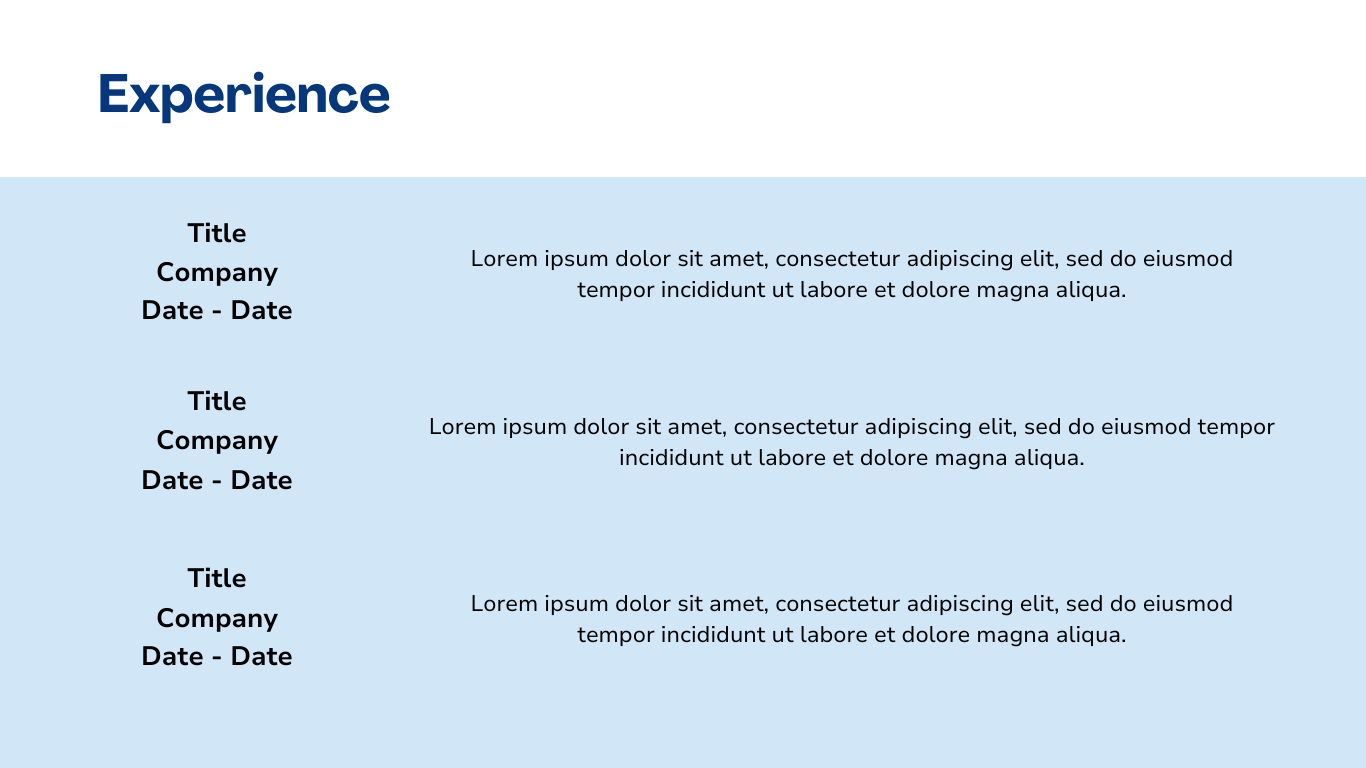 Experience
Title
Company
Date - Date
Lorem ipsum dolor sit amet, consectetur adipiscing elit, sed do eiusmod
tempor incididunt ut labore et dolore magna aliqua.
Title
Company
Date - Date
Lorem ipsum dolor sit amet, consectetur adipiscing elit, sed do eiusmod tempor
incididunt ut labore et dolore magna aliqua.
Title
Company
Date - Date
Lorem ipsum dolor sit amet, consectetur adipiscing elit, sed do eiusmod
tempor incididunt ut labore et dolore magna aliqua.